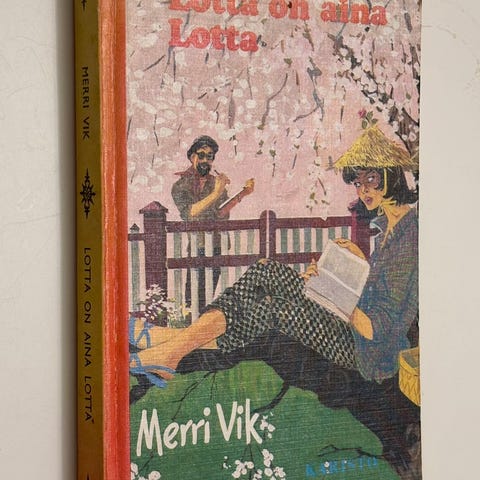 Lotta on aina
Lotta
Merri Vik
MERRI VIK
LOTTA ON AINA LOTTA